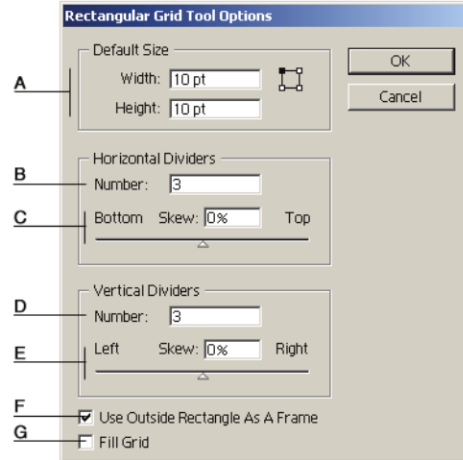 Rectangular Grid Tool Options
Default Size
OK
A
Width: 10 pt
Cancel
Height: 10 pt
Horizontal Dividers
B
Number: 3
C
Bottom Skew: 0% Top
Vertical Dividers
D
Number: 3
E
Left Skew: 0% Right
F
Use Outside Rectangle As A Frame
G
Fill Grid